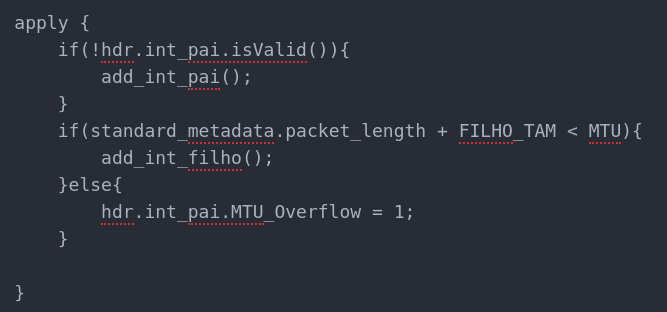 apply {
    if(!hdr.int_pai.isValid()){
        add_int_pai();
    }
    if(standard_metadata.packet_length + FILHO_TAM < MTU){
        add_int_filho();
    }else{
        hdr.int_pai.MTU_Overflow = 1;
    }
}